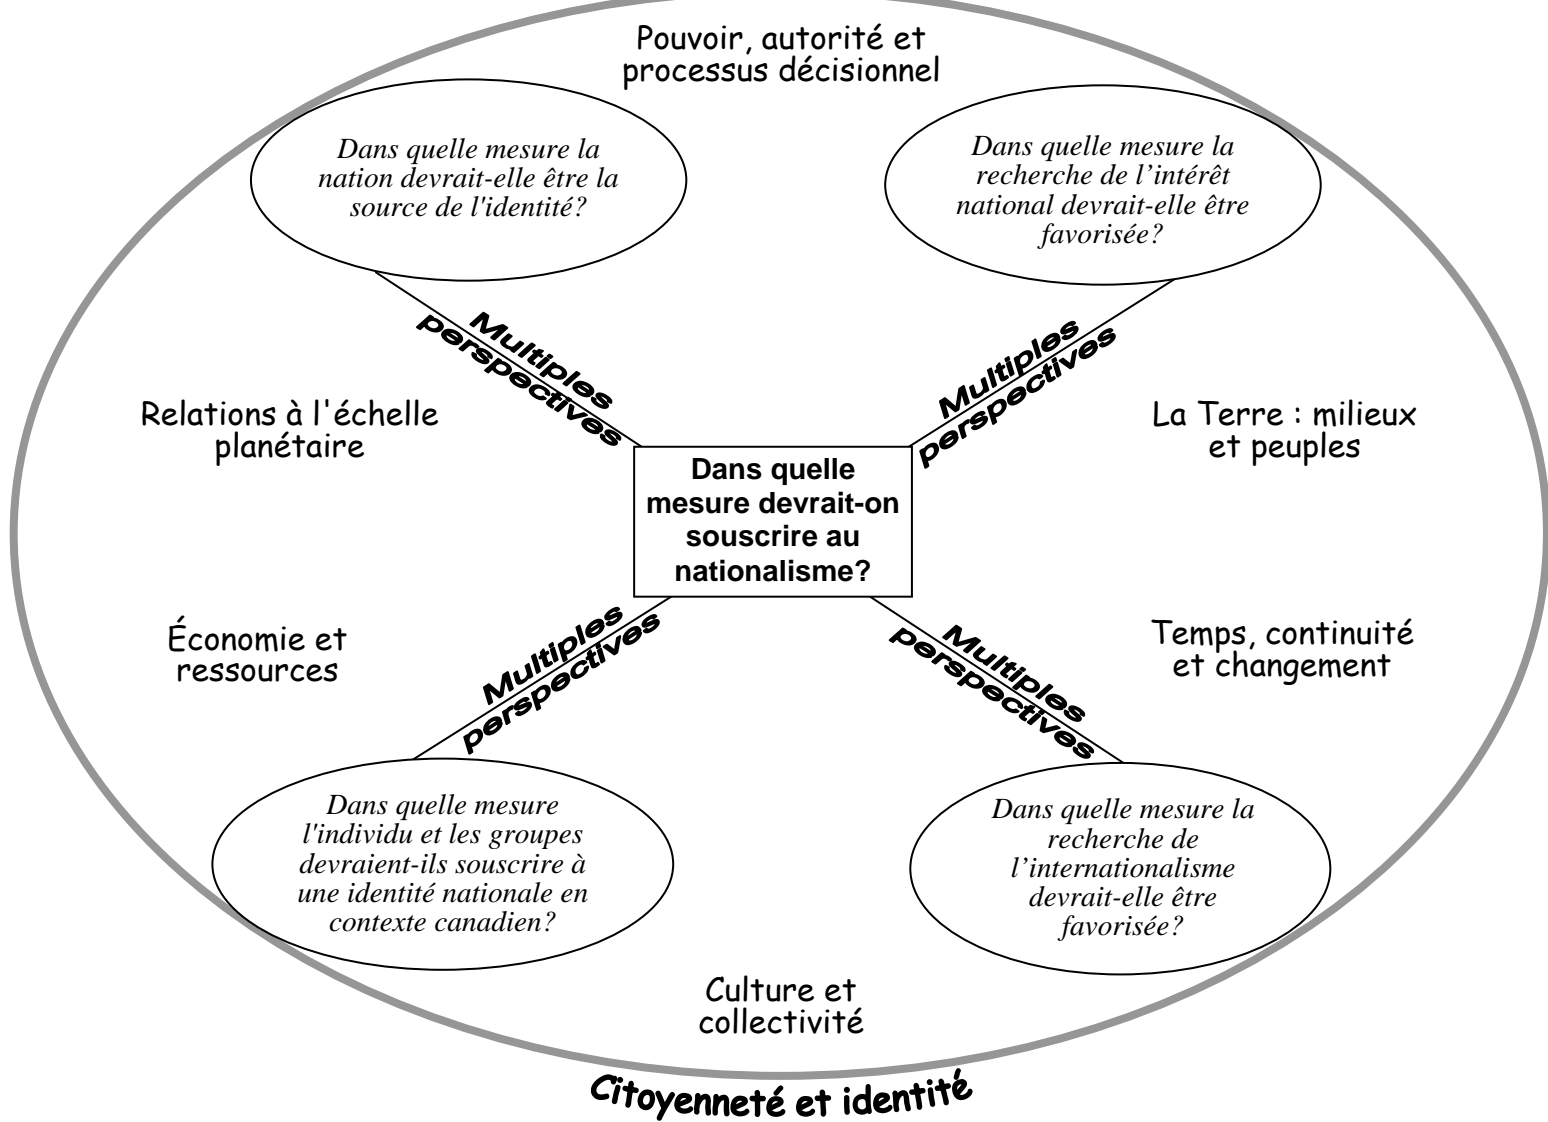 Pouvoir, autorité et
processus décisionnel
Dans quelle mesure la
nation devrait-elle être la
source de l'identité?
Dans quelle mesure la
recherche de l’intérêt
national devrait-elle être
favorisée?
Multiples
perspectives
Multiples
perspectives
Relations à l'échelle
planétaire
La Terre : milieux
et peuples
Dans quelle
mesure devrait-on
souscrire au
nationalisme?
Économie et
ressources
Temps, continuité
et changement
Multiples
perspectives
Multiples
perspectives
Dans quelle mesure
l'individu et les groupes
devraient-ils souscrire à
une identité nationale en
contexte canadien?
Dans quelle mesure la
recherche de
l’internationalisme
devrait-elle être
favorisée?
Culture et
collectivité
Citoyenneté et identité